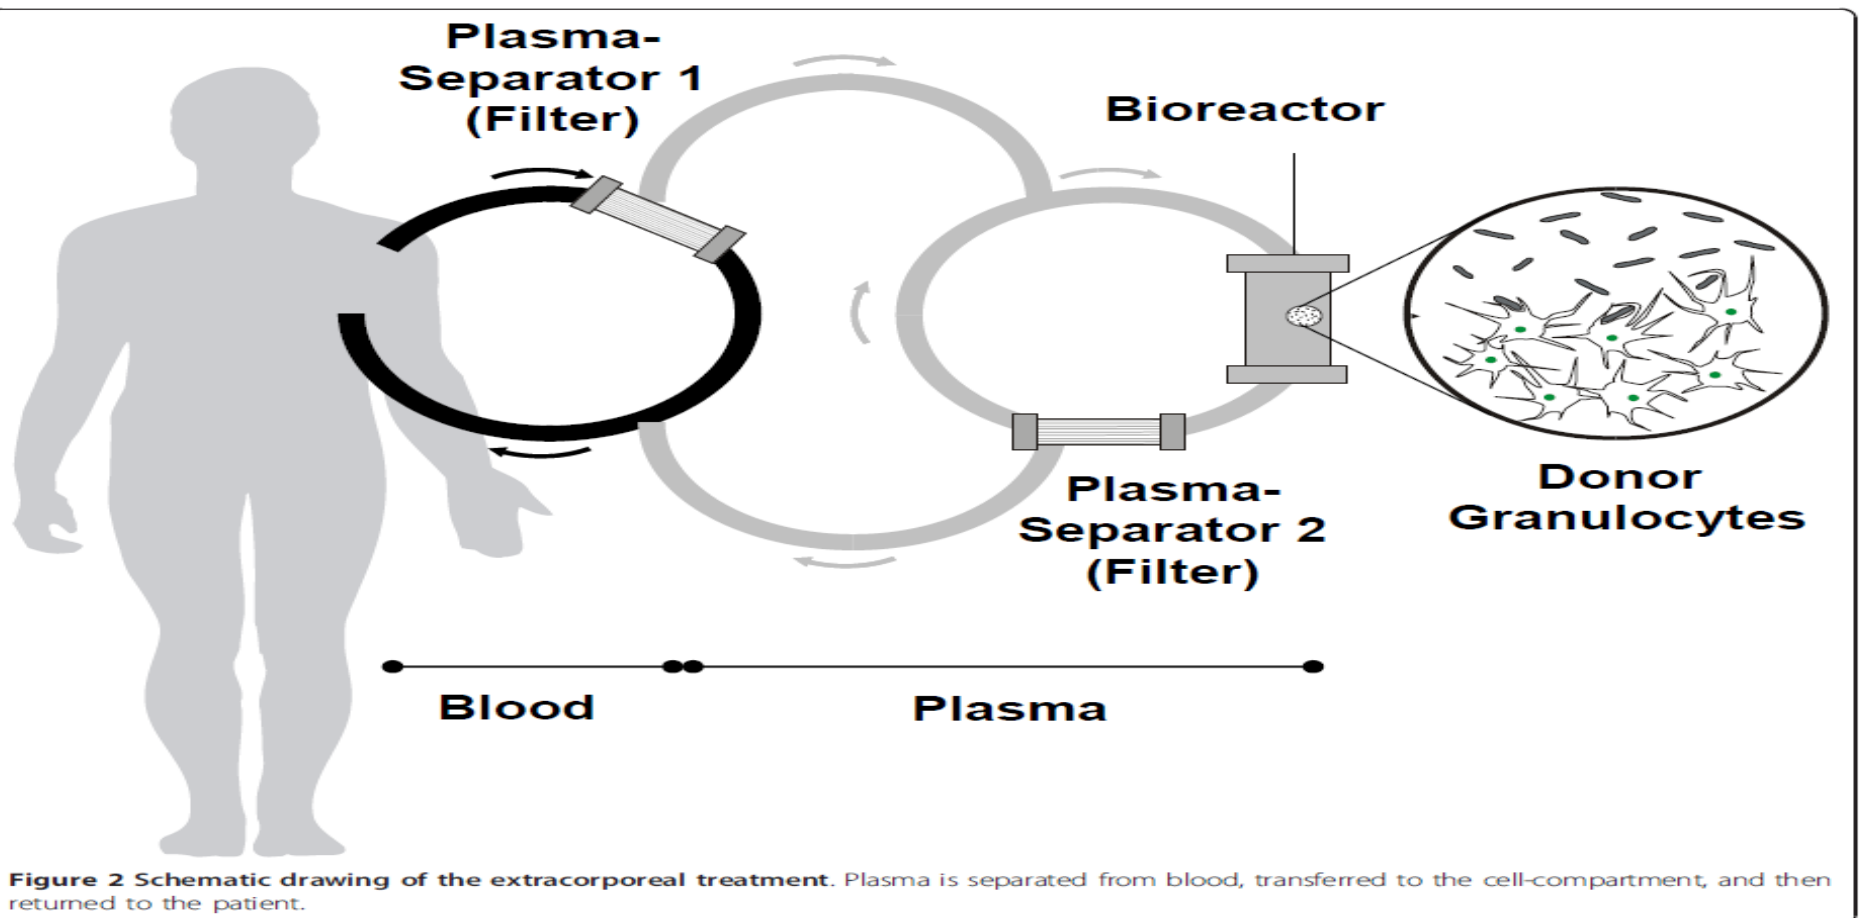 Plasma-
Separator 1
(Filter)
Bioreactor
Donor
Granulocytes
Plasma-
Separator 2
(Filter)
Blood
Plasma
Figure 2 Schematic drawing of the extracorporeal treatment. Plasma is separated from blood, transferred to the cell-compartment, and then
returned to the patient.